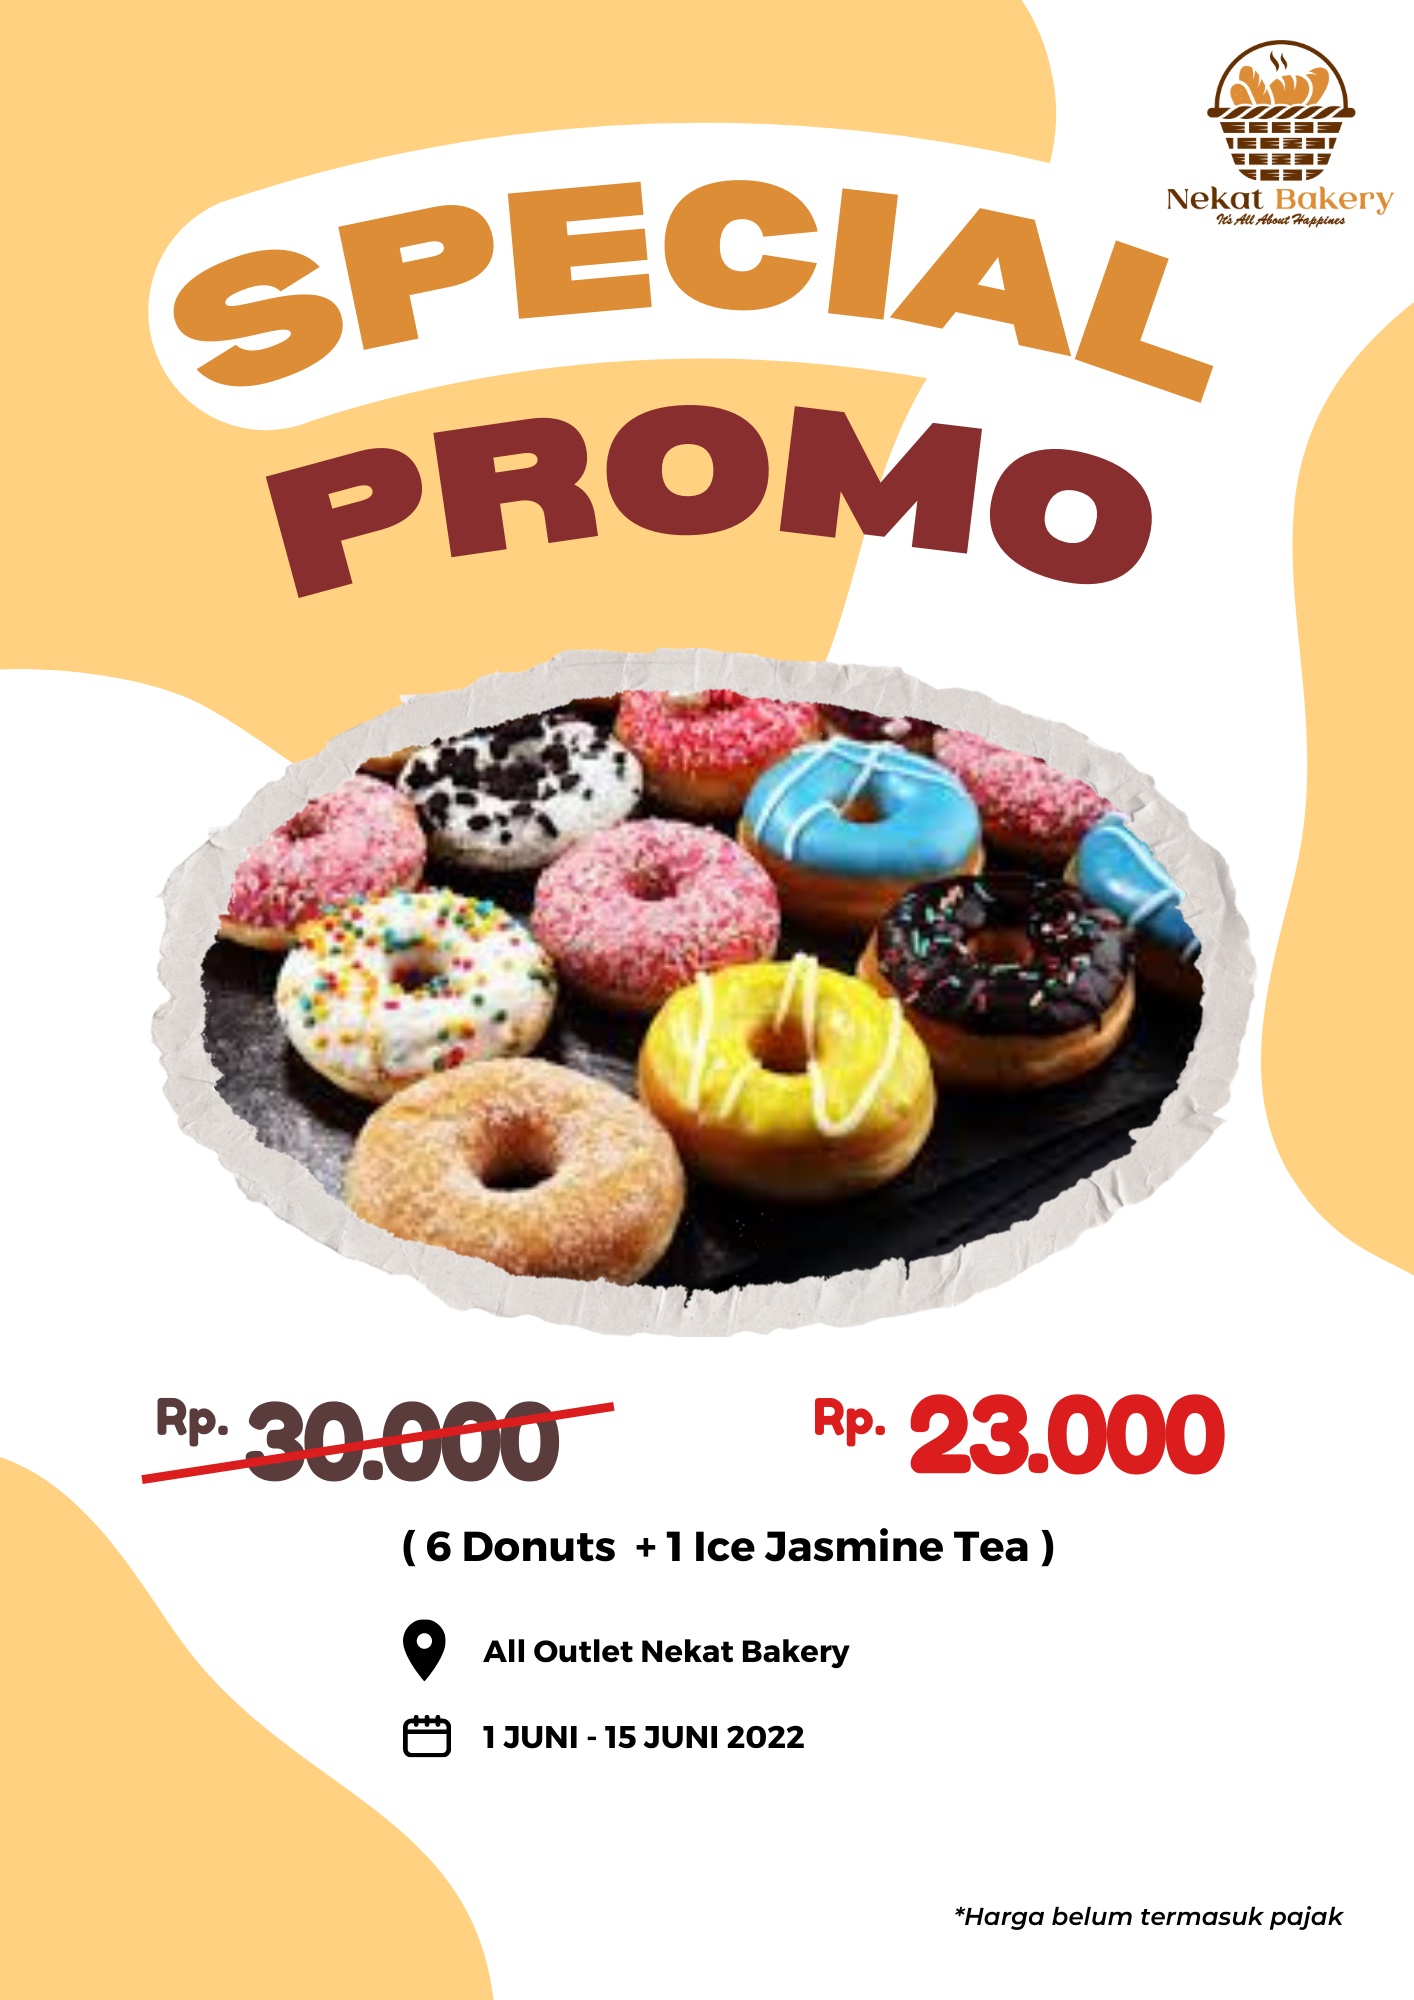 Nekat Bakery
It's All About Happines
SPECIAL
PROMO
Rp. 30.000
Rp. 23.000
( 6 Donuts + 1 Ice Jasmine Tea )
All Outlet Nekat Bakery
1 JUNI - 15 JUNI 2022
*Harga belum termasuk pajak